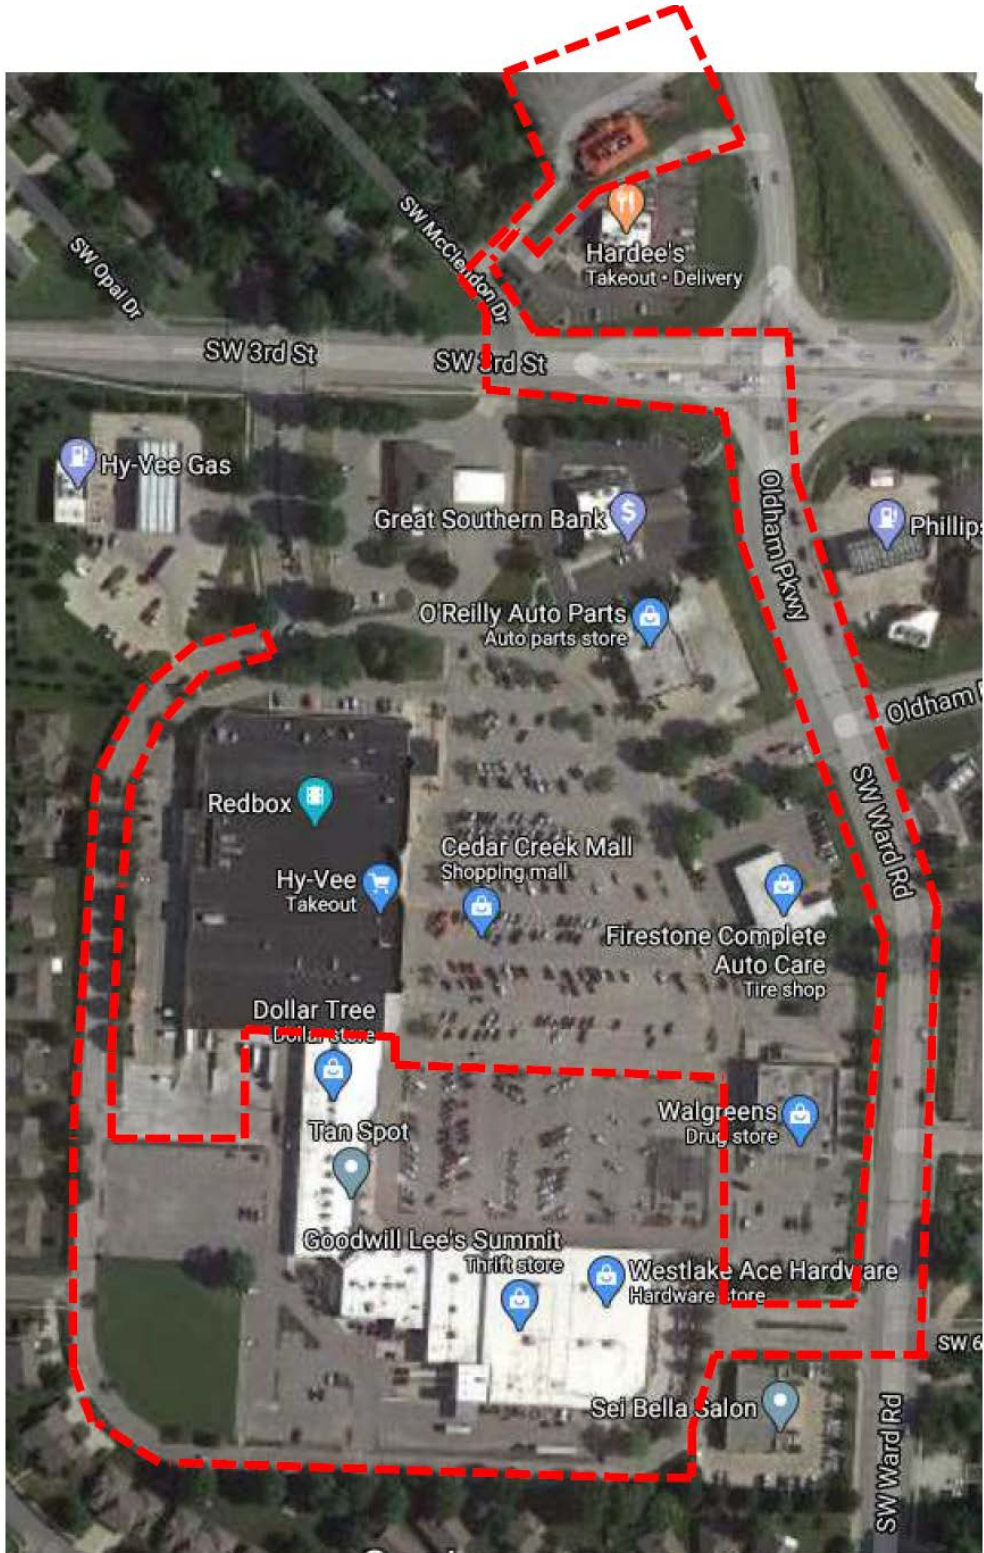 SW McClendon Dr
Hardee's
Takeout • Delivery
SW Opal Dr
SW 3rd St
SW 3rd St
Hy-Vee Gas
Great Southern Bank
Oldham Pkwy
Phillips
O'Reilly Auto Parts
Auto parts store
Oldham
SW Ward Rd
Redbox
Hy-Vee
Takeout
Cedar Creek Mall
Shopping mall
Firestone Complete
Auto Care
Tire shop
Dollar Tree
Dollar store
Walgreens
Drug store
Tan Spot
Goodwill Lee's Summit
Thrift store
Westlake Ace Hardware
Hardware store
SW 6
Sei Bella Salon
SW Ward Rd